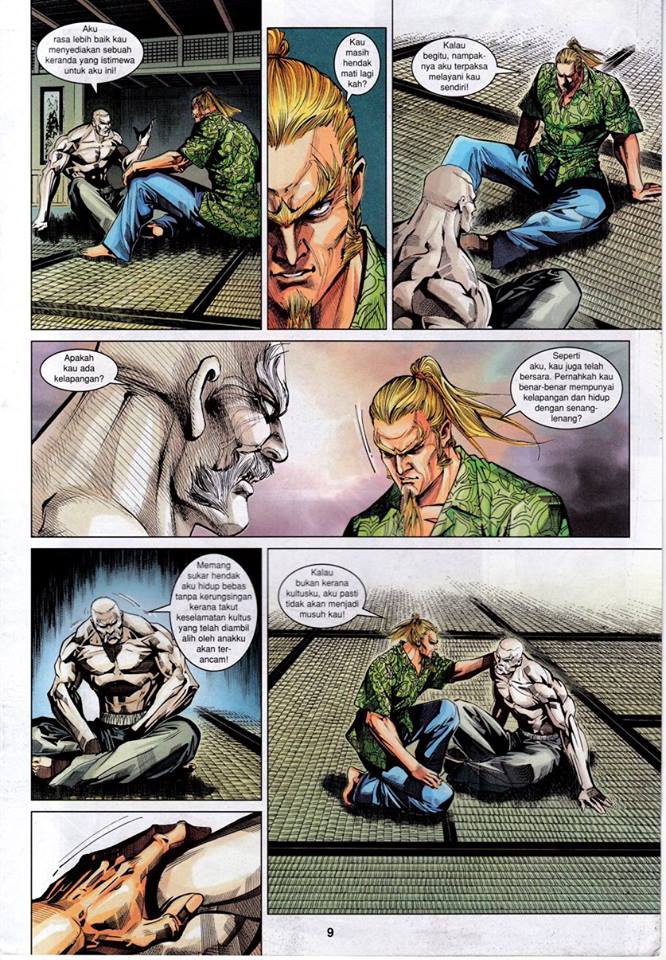 Aku
rasa lebih baik kau
menyediakan sebuah
keranda yang istimewa
untuk aku ini!
Kau
masih
hendak
mati lagi
kah?
Kalau
begitu, nampak-
nya aku terpaksa
melayani kau
sendiri!
Apakah
kau ada
kelapangan?
Seperti
aku, kau juga telah
bersara. Pernahkah kau
benar-benar mempunyai
kelapangan dan hidup
dengan senang-
lenang?
Memang
sukar hendak
aku hidup bebas
tanpa kerungsingan
kerana takut
keselamatan kultus
yang telah diambil
alih oleh anakku
akan ter-
ancam!
Kalau
bukan kerana
kultusku, aku pasti
tidak akan menjadi
musuh kau!
9